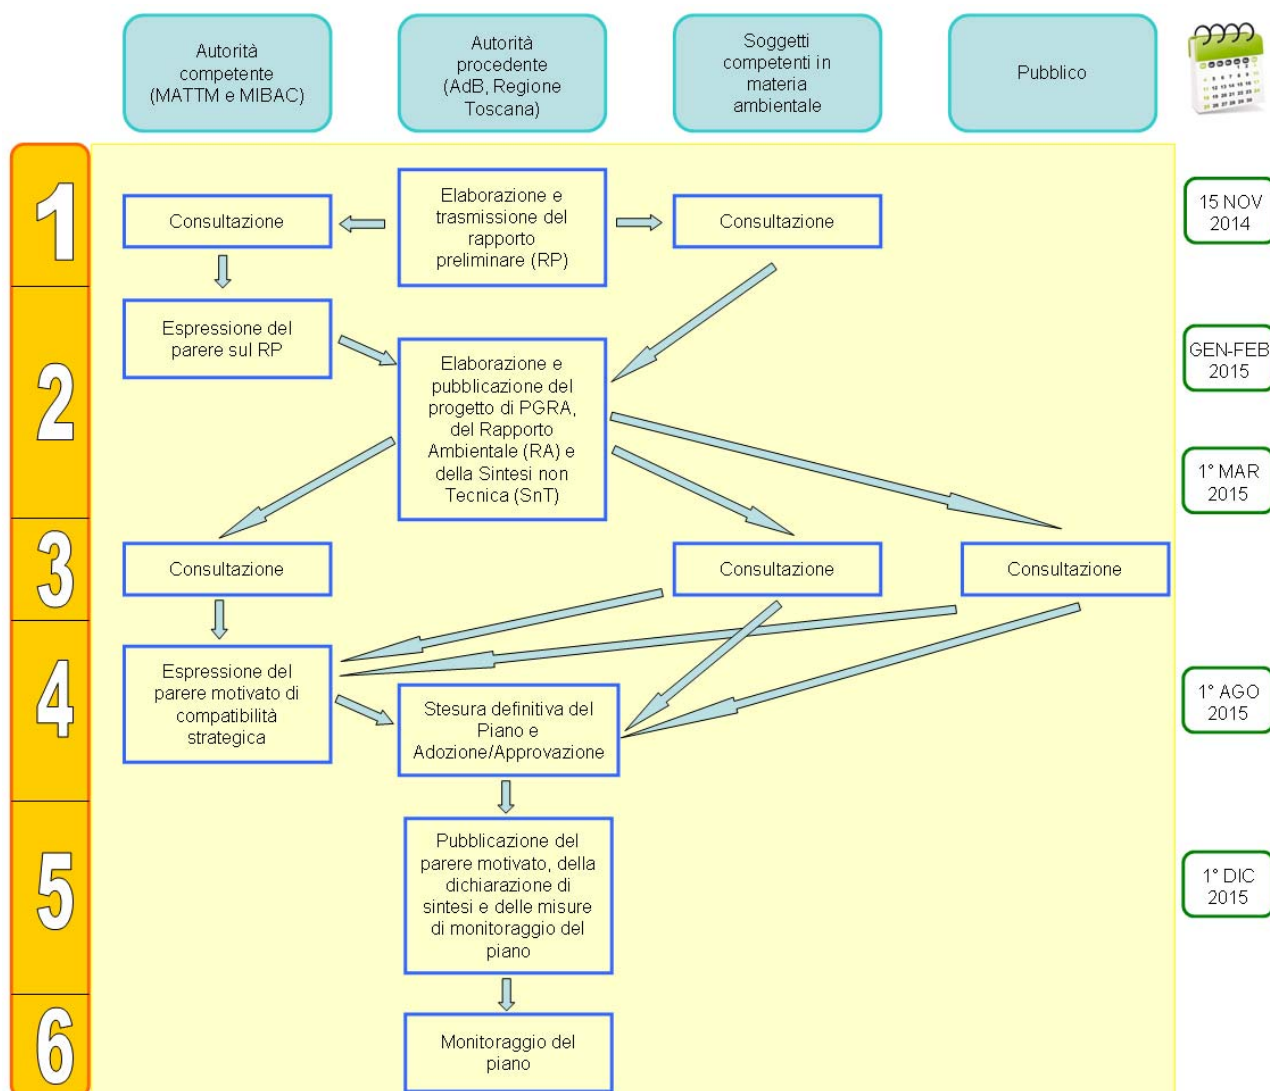 Autorità
competente
(MATTM e MIBAC)
Autorità
procedente
(AdB, Regione
Toscana)
Soggetti
competenti in
materia
ambientale
Pubblico
1
Consultazione
Elaborazione e
trasmissione del
rapporto
preliminare (RP)
Consultazione
15 NOV
2014
2
Espressione del
parere sul RP
Elaborazione e
pubblicazione del
progetto di PGRA,
del Rapporto
Ambientale (RA) e
della Sintesi non
Tecnica (SnT)
GEN-FEB
2015
1° MAR
2015
3
Consultazione
Consultazione
Consultazione
4
Espressione del
parere motivato di
compatibilità
strategica
Stesura definitiva del
Piano e
Adozione/Approvazione
1° AGO
2015
5
Pubblicazione del
parere motivato, della
dichiarazione di
sintesi e delle misure
di monitoraggio del
piano
1° DIC
2015
6
Monitoraggio del
piano